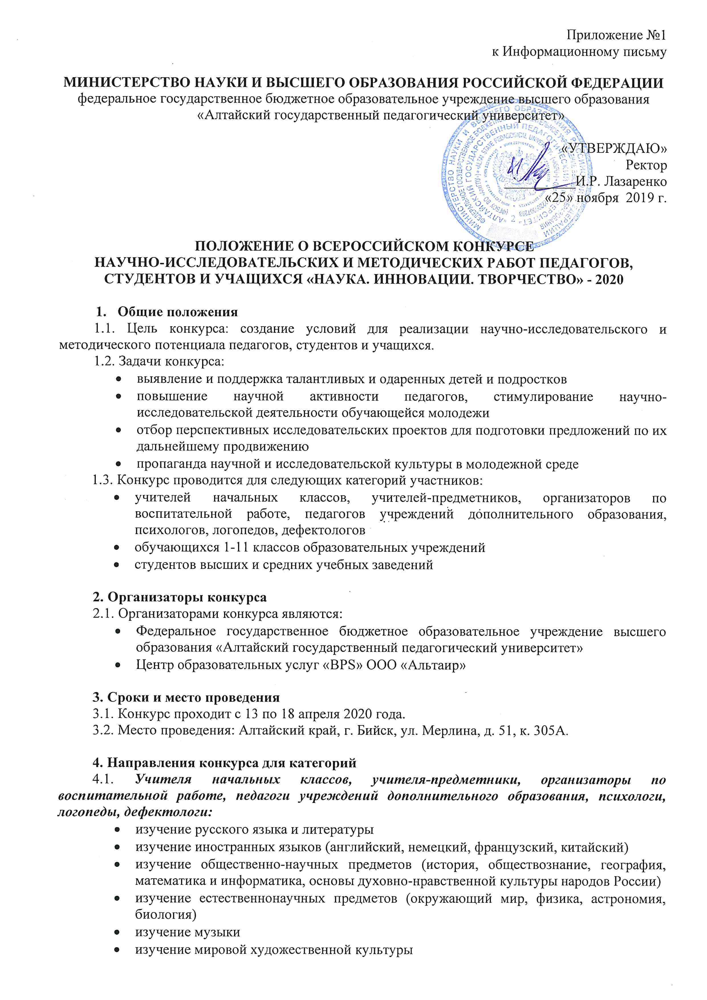 Приложение №1
к Информационному письму
МИНИСТЕРСТВО НАУКИ И ВЫСШЕГО ОБРАЗОВАНИЯ РОССИЙСКОЙ ФЕДЕРАЦИИ
федеральное государственное бюджетное образовательное учреждение высшего образования
«Алтайский государственный педагогический университет»
«УТВЕРЖДАЮ»
Ректор
И.Р. Лазаренко
«25» ноября 2019 г.
ПОЛОЖЕНИЕ О ВСЕРОССИЙСКОМ КОНКУРСЕ
НАУЧНО-ИССЛЕДОВАТЕЛЬСКИХ И МЕТОДИЧЕСКИХ РАБОТ ПЕДАГОГОВ,
СТУДЕНТОВ И УЧАЩИХСЯ «НАУКА. ИННОВАЦИИ. ТВОРЧЕСТВО» - 2020
1. Общие положения
1.1. Цель конкурса: создание условий для реализации научно-исследовательского и
методического потенциала педагогов, студентов и учащихся.
1.2. Задачи конкурса:
• выявление и поддержка талантливых и одаренных детей и подростков
• повышение научной активности педагогов, стимулирование научно-
исследовательской деятельности обучающейся молодежи
• отбор перспективных исследовательских проектов для подготовки предложений по их
дальнейшему продвижению
• пропаганда научной и исследовательской культуры в молодежной среде
1.3. Конкурс проводится для следующих категорий участников:
• учителей начальных классов, учителей-предметников, организаторов по
воспитательной работе, педагогов учреждений дополнительного образования,
психологов, логопедов, дефектологов
• обучающихся 1-11 классов образовательных учреждений
• студентов высших и средних учебных заведений
2. Организаторы конкурса
2.1. Организаторами конкурса являются:
• Федеральное государственное бюджетное образовательное учреждение высшего
образования «Алтайский государственный педагогический университет»
• Центр образовательных услуг «BPS» ООО «Альтаир»
3. Сроки и место проведения
3.1. Конкурс проходит с 13 по 18 апреля 2020 года.
3.2. Место проведения: Алтайский край, г. Бийск, ул. Мерлина, д. 51, к. 305А.
4. Направления конкурса для категорий
4.1. Учителя начальных классов, учителя-предметники, организаторы по
воспитательной работе, педагоги учреждений дополнительного образования, психологи,
логопеды, дефектологи:
• изучение русского языка и литературы
• изучение иностранных языков (английский, немецкий, французский, китайский)
• изучение общественно-научных предметов (история, обществознание, география,
математика и информатика, основы духовно-нравственной культуры народов России)
• изучение естественнонаучных предметов (окружающий мир, физика, астрономия,
биология)
• изучение музыки
• изучение мировой художественной культуры